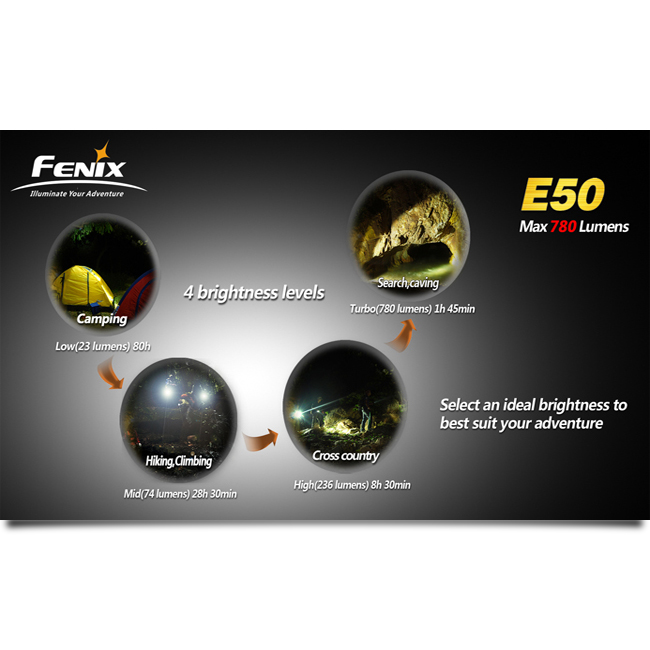 FENIX
Illuminate Your Adventure
E50
Max 780 Lumens
4 brightness levels
Camping
Low(23 lumens) 80h
Hiking,Climbing
Mid(74 lumens) 28h 30min
Cross country
High(236 lumens) 8h 30min
Search,caving
Turbo(780 lumens) 1h 45min
Select an ideal brightness to
best suit your adventure